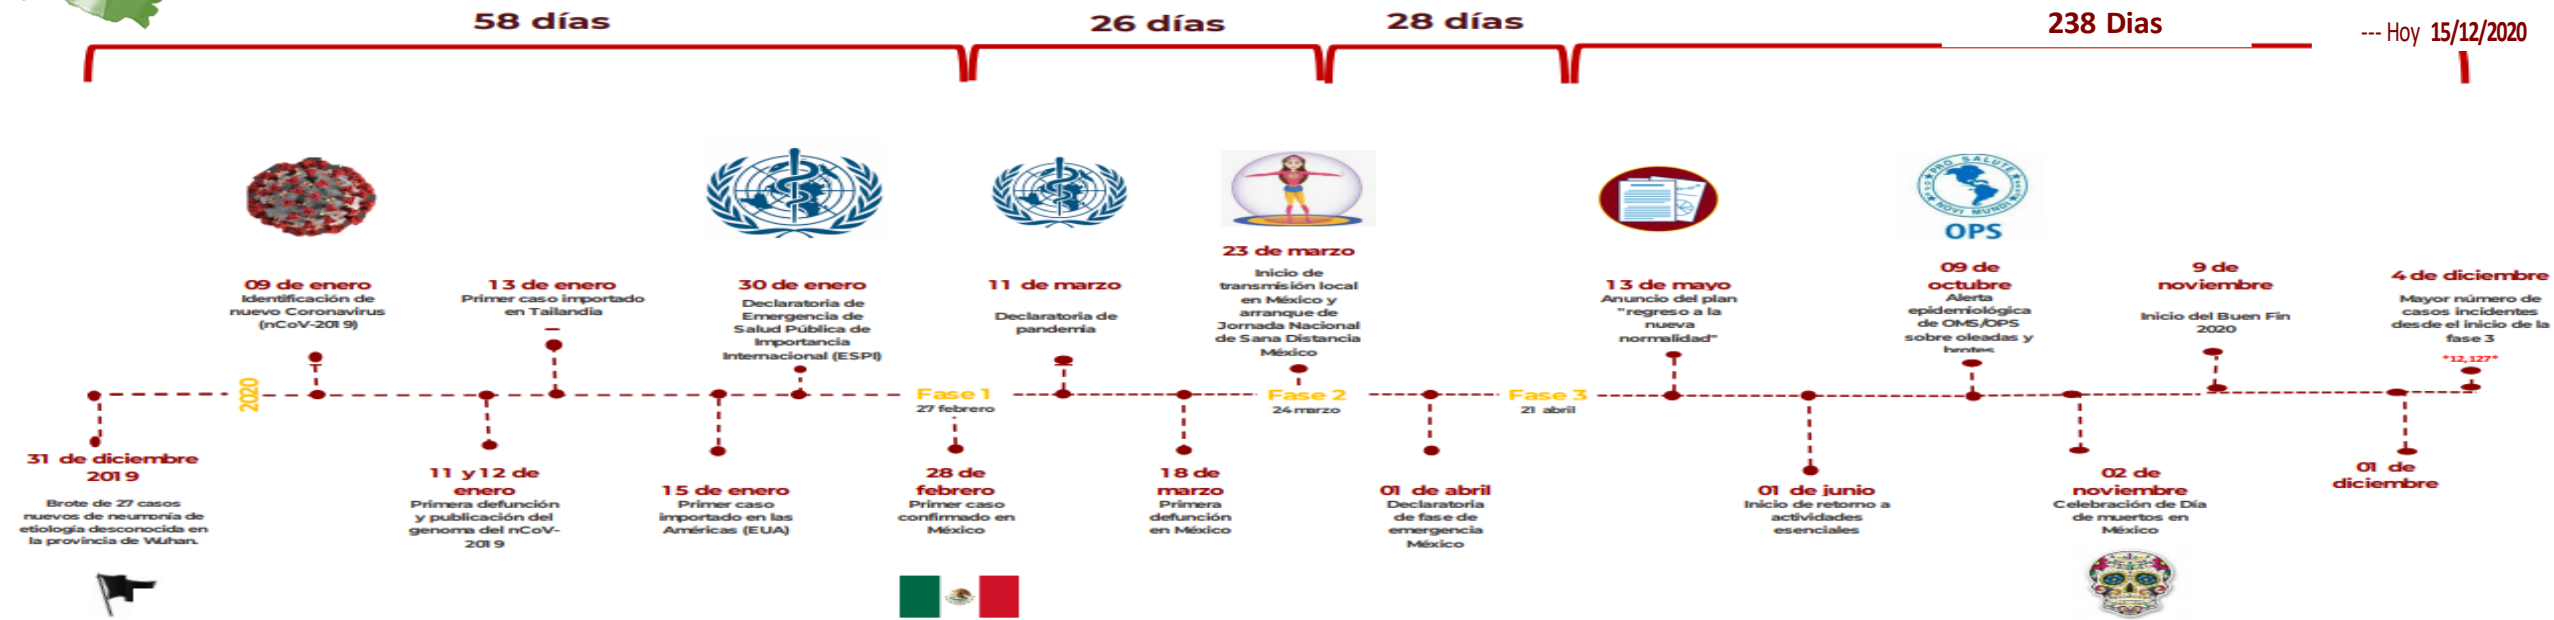 58 días
26 días
28 días
238 Dias
--- Hoy 15/12/2020
PRO SALUTE
NOVI MUNDI
OPS
09 de enero
Identificación de
nuevo Coronavirus
(nCoV-2019)
13 de enero
Primer caso importado
en Tailandia
30 de enero
Declaratoria de
Emergencia de
Salud Pública de
Importancia
Internacional (ESPI)
11 de marzo
Declaratoria de
pandemia
23 de marzo
Inicio de
transmisión local
en México y
arranque de
Jornada Nacional
de Sana Distancia
México
13 de mayo
Anuncio del plan
"regreso a la
nueva
normalidad"
09 de
octubre
Alerta
epidemiológica
de OMS/OPS
sobre oleadas y
brotes
9 de
noviembre
Inicio del Buen Fin
2020
4 de diciembre
Mayor número de
casos incidentes
desde el inicio de la
fase 3
*12,127*
2020
Fase 1
27 febrero
Fase 2
24 marzo
Fase 3
21 abril
31 de diciembre
2019
Brote de 27 casos
nuevos de neumonía de
etiología desconocida en
la provincia de Wuhan.
11 y 12 de
enero
Primera defunción
y publicación del
genoma del nCoV-
2019
15 de enero
Primer caso
importado en las
Américas (EUA)
28 de
febrero
Primer caso
confirmado en
México
18 de
marzo
Primera
defunción
en México
01 de abril
Declaratoria
de fase de
emergencia
México
01 de junio
Inicio de retorno a
actividades
esenciales
02 de
noviembre
Celebración de Día
de muertos en
México
01 de
diciembre